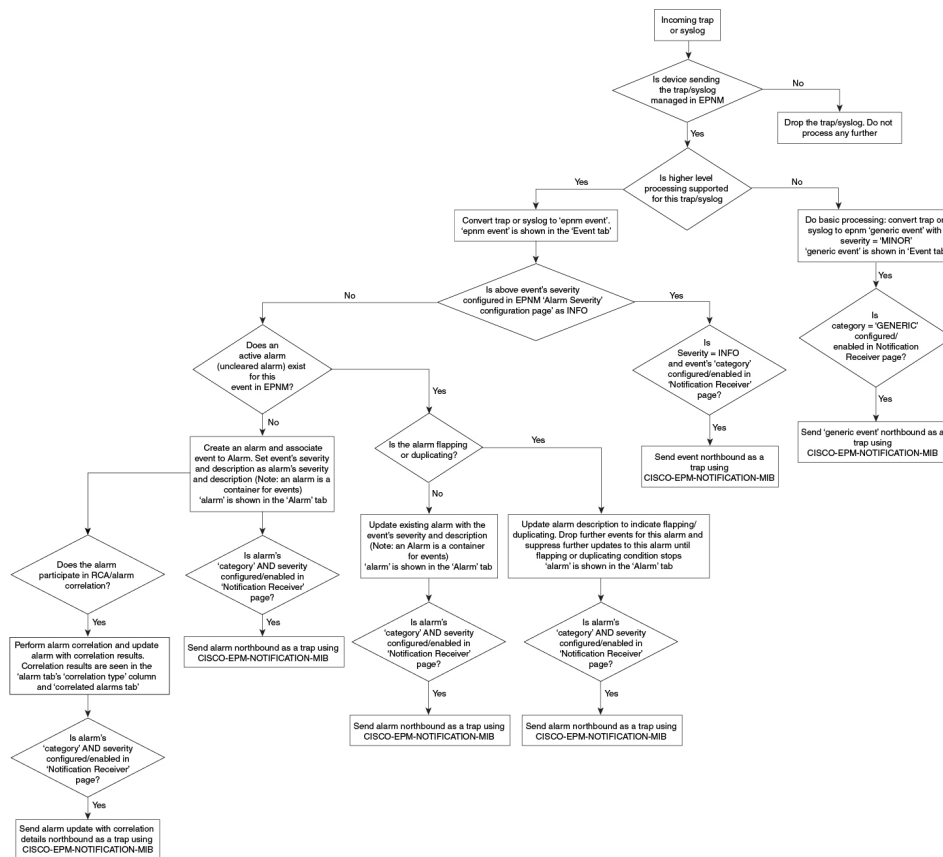 Incoming trap
or syslog
Is device sending
the trap/syslog
managed in EPNM
No
Drop the trap/syslog. Do not
process any further
Yes
Is higher level
processing supported
for this trap/syslog
Yes
No
Convert trap or syslog to 'epnm event'.
'epnm event' is shown in the 'Event tab'
Do basic processing: convert trap or
syslog to epnm 'generic event' with
severity = 'MINOR'
'generic event' is shown in 'Event tab
Yes
Is above event's severity
configured in EPNM 'Alarm Severity'
configuration page' as INFO
No
Yes
Is
category = 'GENERIC'
configured/
enabled in Notification
Receiver page?
Does an
active alarm
(uncleared alarm) exist
for this
event in EPNM?
Is
Severity = INFO
and event's 'category'
configured/enabled in
'Notification Receiver'
page?
Yes
Yes
No
Yes
Send 'generic event' northbound as a
trap using
CISCO-EPM-NOTIFICATION-MIB
Create an alarm and associate
event to Alarm. Set event's severity
and description as alarm's severity
and description (Note: an alarm is a
container for events)
'alarm' is shown in the 'Alarm' tab
Is the alarm flapping
or duplicating?
Yes
Send event northbound as a
trap using
CISCO-EPM-NOTIFICATION-MIB
No
Update existing alarm with the
event's severity and description
(Note: an Alarm is a container
for events)
'alarm' is shown in the 'Alarm' tab
Update alarm description to indicate flapping/
duplicating. Drop further events for this alarm and
suppress further updates to this alarm until
flapping or duplicating condition stops
'alarm' is shown in the 'Alarm' tab
Does the alarm
participate in RCA/alarm
correlation?
Is alarm's
'category' AND severity
configured/enabled in
'Notification Receiver'
page?
Yes
Yes
Is alarm's
'category' AND severity
configured/enabled in
'Notification Receiver'
page?
Is alarm's
'category' AND severity
configured/enabled in
'Notification Receiver'
page?
Perform alarm correlation and update
alarm with correlation results.
Correlation results are seen in the
'alarm tab's 'correlation type' column
and 'correlated alarms tab'
Send alarm northbound as a trap using
CISCO-EPM-NOTIFICATION-MIB
Yes
Yes
Send alarm northbound as a trap using
CISCO-EPM-NOTIFICATION-MIB
Send alarm northbound as a trap using
CISCO-EPM-NOTIFICATION-MIB
Is alarm's
'category' AND severity
configured/enabled in
'Notification Receiver'
page?
Yes
Send alarm update with correlation
details northbound as a trap using
CISCO-EPM-NOTIFICATION-MIB